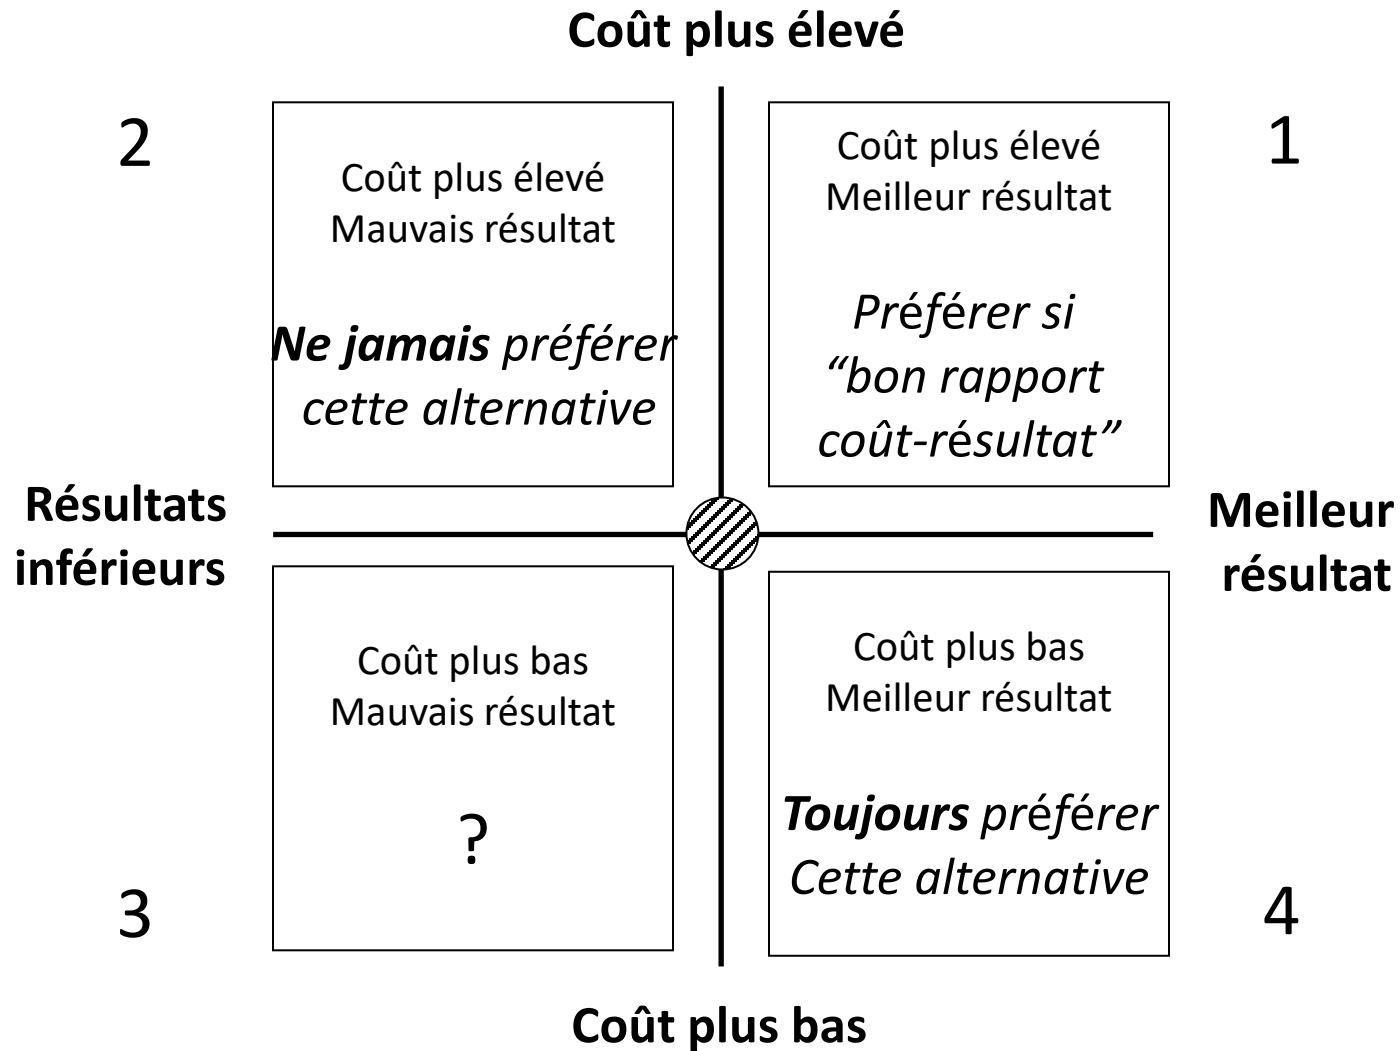 Coût plus élevé
2
Coût plus élevé
Mauvais résultat
Ne jamais préférer
cette alternative
Coût plus élevé
Meilleur résultat
Préférer si
“bon rapport
coût-résultat”
1
Résultats
inférieurs
Meilleur
résultat
Coût plus bas
Mauvais résultat
?
3
Coût plus bas
Meilleur résultat
Toujours préférer
Cette alternative
4
Coût plus bas